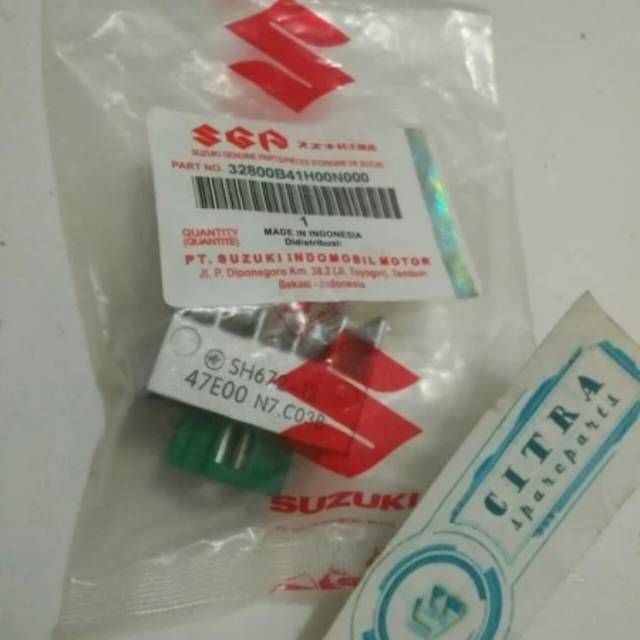 SGP
SUZUKI GENUINE PARTS/PIECES D'ORIGINE DE SUZUKI
PART NO. 32800B41H00N000
1
QUANTITY
(QUANTITE)
MADE IN INDONESIA
Didistribusi:
PT. SUZUKI INDOMOBIL MOTOR
Jl. P. Diponegoro Km. 38,2 (Jl. Toyogiri), Tambun
Bekasi - Indonesia
47E00 N7.C03
SUZUKI
CITRA
spareparts